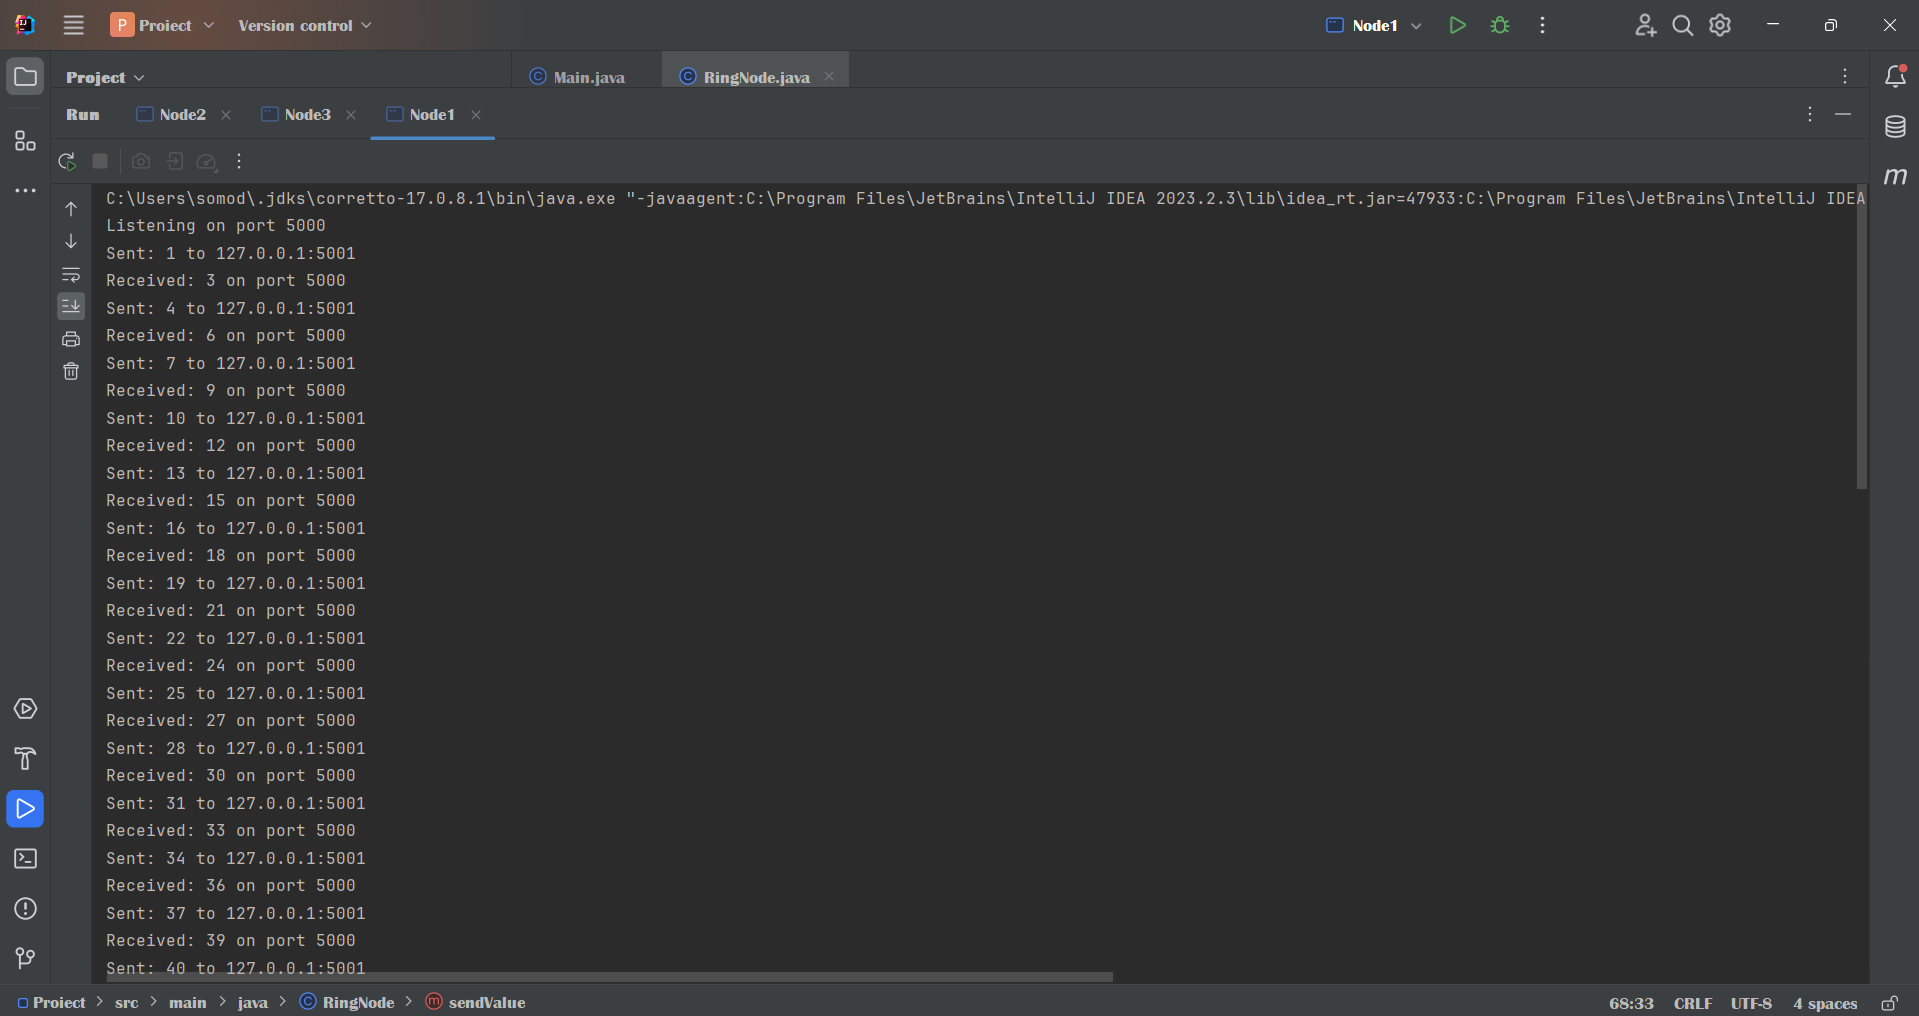 P Project Version control Node1
Project Main.java RingNode.java
Run Node2 Node3 Node1
C:\Users\somod\.jdks\corretto-17.0.8.1\bin\java.exe "-javaagent:C:\Program Files\JetBrains\IntelliJ IDEA 2023.2.3\lib\idea_rt.jar=47933:C:\Program Files\JetBrains\IntelliJ IDEA
Listening on port 5000
Sent: 1 to 127.0.0.1:5001
Received: 3 on port 5000
Sent: 4 to 127.0.0.1:5001
Received: 6 on port 5000
Sent: 7 to 127.0.0.1:5001
Received: 9 on port 5000
Sent: 10 to 127.0.0.1:5001
Received: 12 on port 5000
Sent: 13 to 127.0.0.1:5001
Received: 15 on port 5000
Sent: 16 to 127.0.0.1:5001
Received: 18 on port 5000
Sent: 19 to 127.0.0.1:5001
Received: 21 on port 5000
Sent: 22 to 127.0.0.1:5001
Received: 24 on port 5000
Sent: 25 to 127.0.0.1:5001
Received: 27 on port 5000
Sent: 28 to 127.0.0.1:5001
Received: 30 on port 5000
Sent: 31 to 127.0.0.1:5001
Received: 33 on port 5000
Sent: 34 to 127.0.0.1:5001
Received: 36 on port 5000
Sent: 37 to 127.0.0.1:5001
Received: 39 on port 5000
Sent: 40 to 127.0.0.1:5001
Project > src > main > java > RingNode > sendValue 68:33 CRLF UTF-8 4 spaces